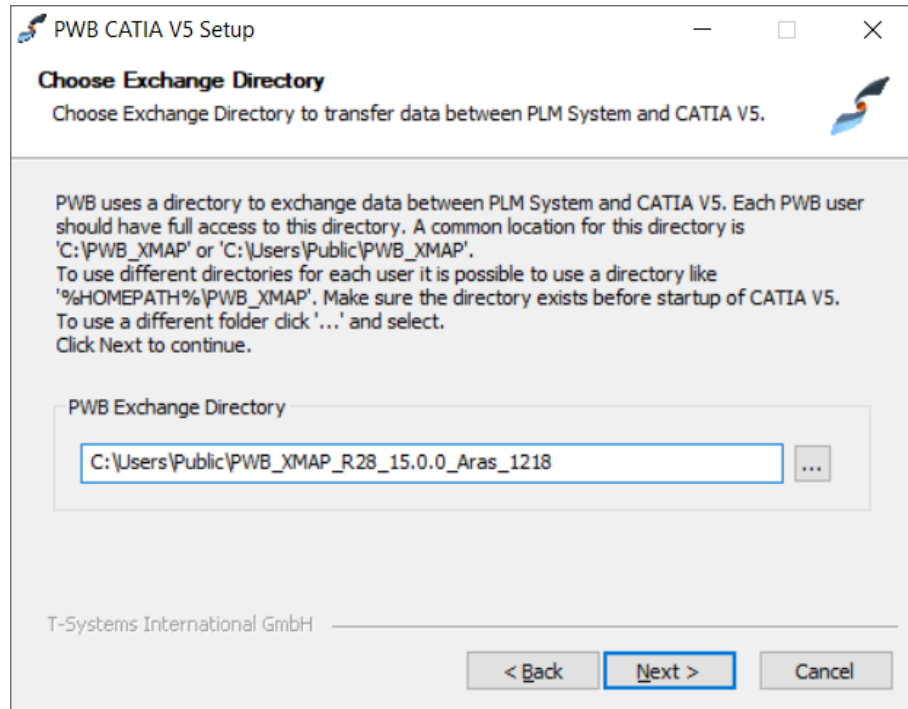 PWB CATIA V5 Setup
Choose Exchange Directory
Choose Exchange Directory to transfer data between PLM System and CATIA V5.
PWB uses a directory to exchange data between PLM System and CATIA V5. Each PWB user
should have full access to this directory. A common location for this directory is
'C:\PWB_XMAP' or 'C:\Users\Public\PWB_XMAP'.
To use different directories for each user it is possible to use a directory like
'%HOMEPATH%\PWB_XMAP'. Make sure the directory exists before startup of CATIA V5.
To use a different folder click '...' and select.
Click Next to continue.
PWB Exchange Directory
C:\Users\Public\PWB_XMAP_R28_15.0.0_Aras_1218
...
T-Systems International GmbH
< Back
Next >
Cancel